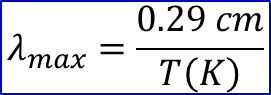 λmax = 0.29 cm / T(K)